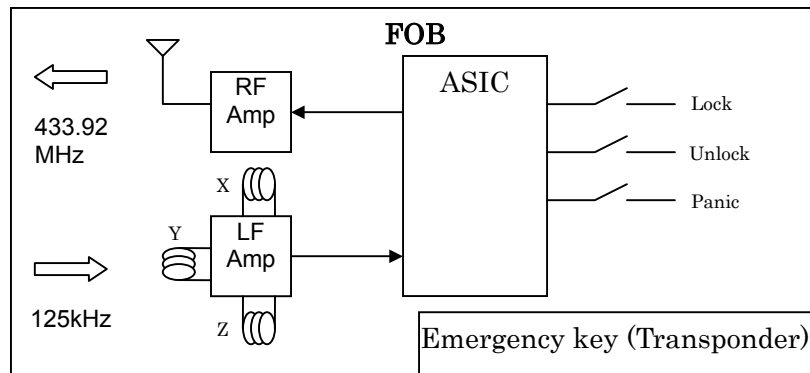 FOB
RF
Amp
ASIC
Lock
Unlock
Panic
433.92
MHz
X
Y
LF
Amp
Z
125kHz
Emergency key (Transponder)